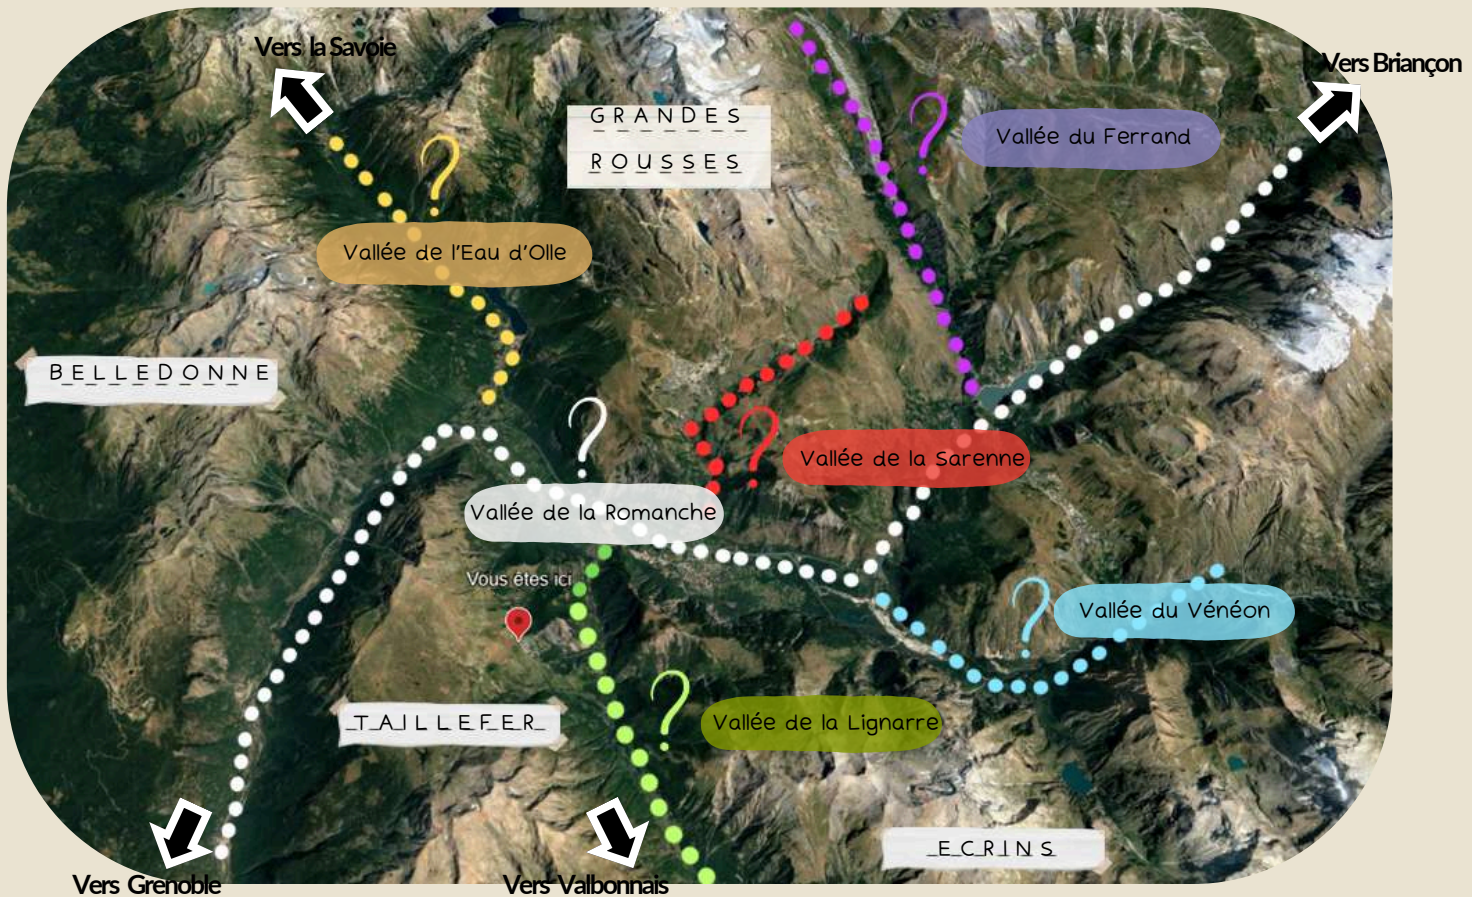 Vers la Savoie
Vers Briançon
GRANDES
ROUSSES
?
Vallée du Ferrand
?
Vallée de l'Eau d'Olle
BELLEDONNE
?
?
Vallée de la Sarenne
Vallée de la Romanche
Vous êtes ici
?
Vallée du Vénéon
TAILLEFER
?
Vallée de la Lignarre
ECRINS
Vers Grenoble
Vers Valbonnais